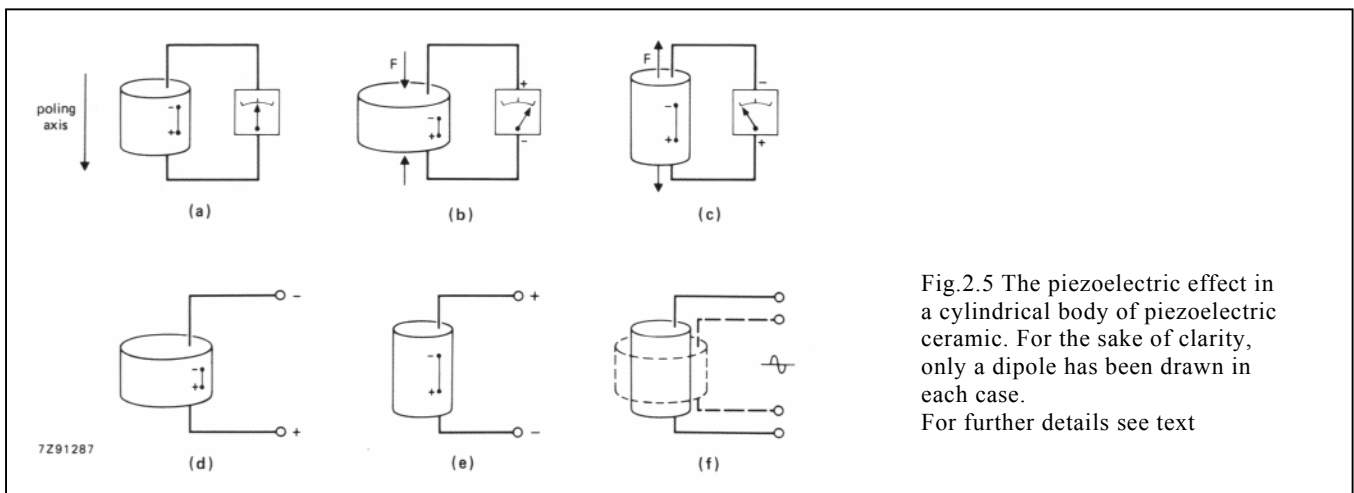 poling
axis
- +
(a)
F
+
- +
-
(b)
F
-
- +
+
(c)
-
- +
+
(d)
+
- +
-
(e)
(f)
7Z91287
Fig.2.5 The piezoelectric effect in
a cylindrical body of piezoelectric
ceramic. For the sake of clarity,
only a dipole has been drawn in
each case.
For further details see text